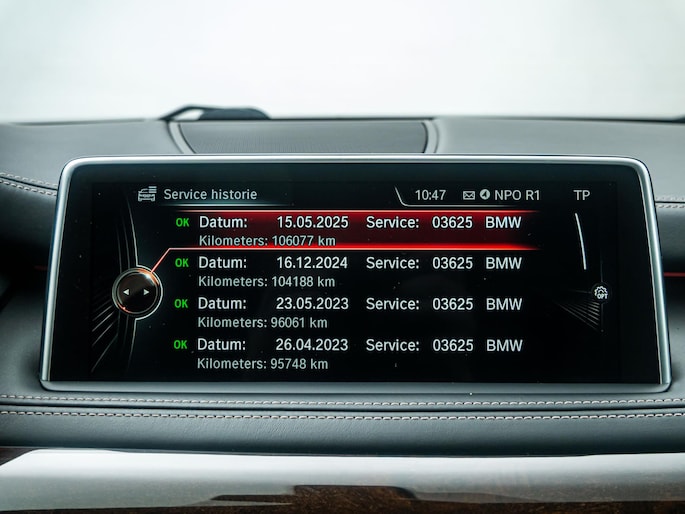 Service historie 10:47 NPO R1 TP
OK Datum: 15.05.2025 Service: 03625 BMW
Kilometers: 106077 km
OK Datum: 16.12.2024 Service: 03625 BMW
Kilometers: 104188 km
OK Datum: 23.05.2023 Service: 03625 BMW
Kilometers: 96061 km
OPT
OK Datum: 26.04.2023 Service: 03625 BMW
Kilometers: 95748 km